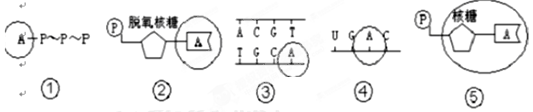 A-P~P~P
P 脱氧核糖 A
A C G T
T G C A
U G A C
P 核糖 A
① ② ③ ④ ⑤